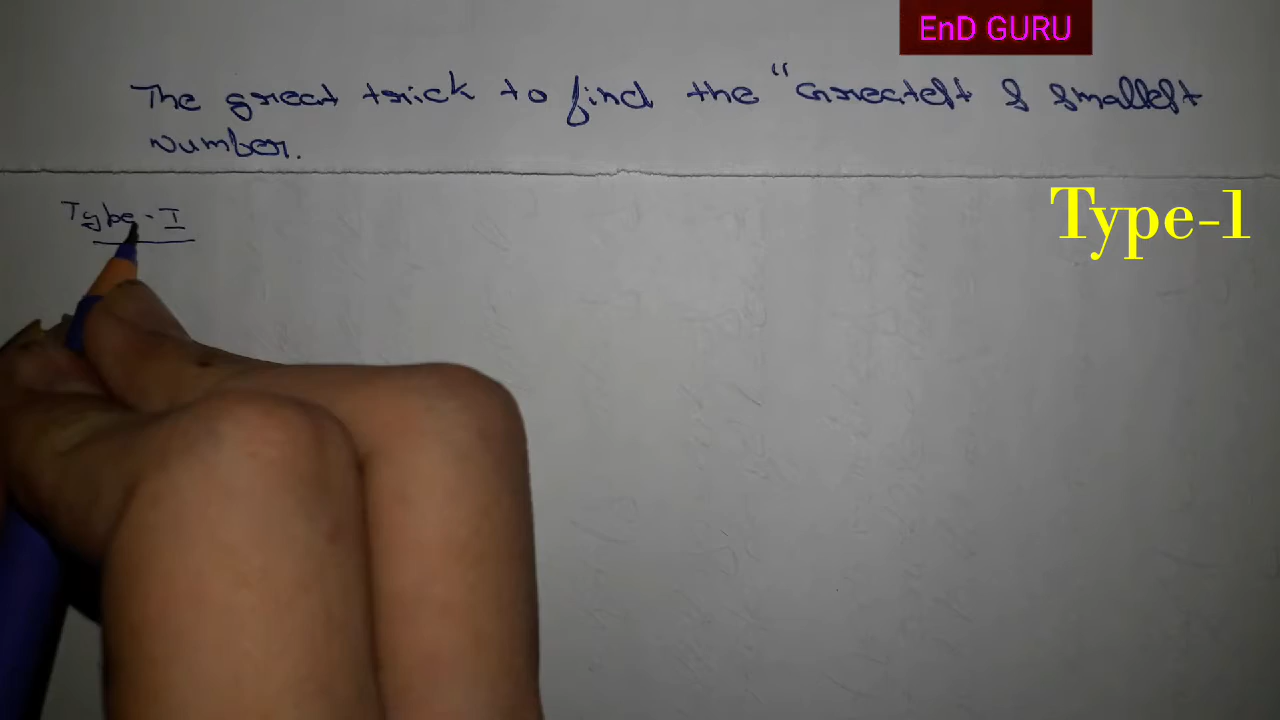 EnD GURU
The great trick to find the "Greatest & smallest
number.
Type-I
Type-1